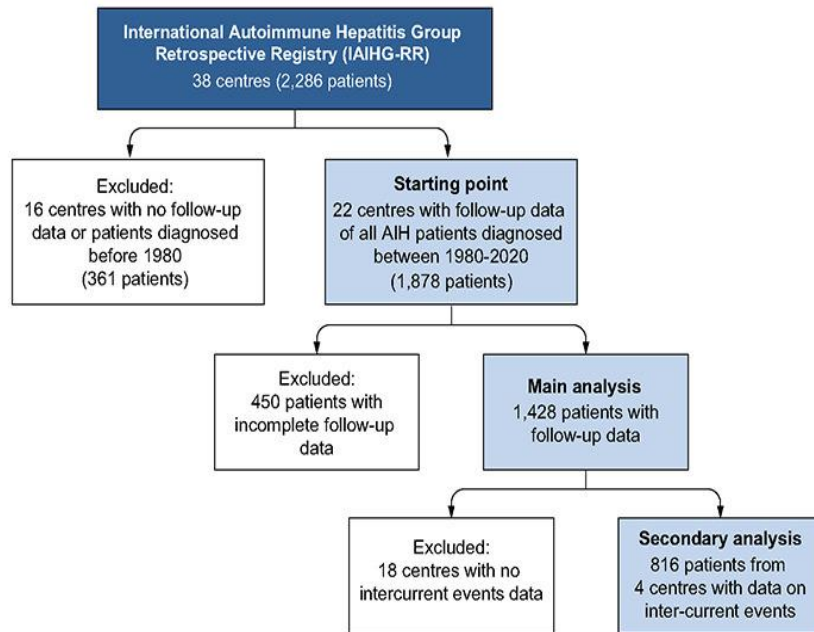 International Autoimmune Hepatitis Group
Retrospective Registry (IAIHG-RR)
38 centres (2,286 patients)
Excluded:
16 centres with no follow-up
data or patients diagnosed
before 1980
(361 patients)
Starting point
22 centres with follow-up data
of all AIH patients diagnosed
between 1980-2020
(1,878 patients)
Excluded:
450 patients with
incomplete follow-up
data
Main analysis
1,428 patients with
follow-up data
Excluded:
18 centres with no
intercurrent events data
Secondary analysis
816 patients from
4 centres with data on
inter-current events